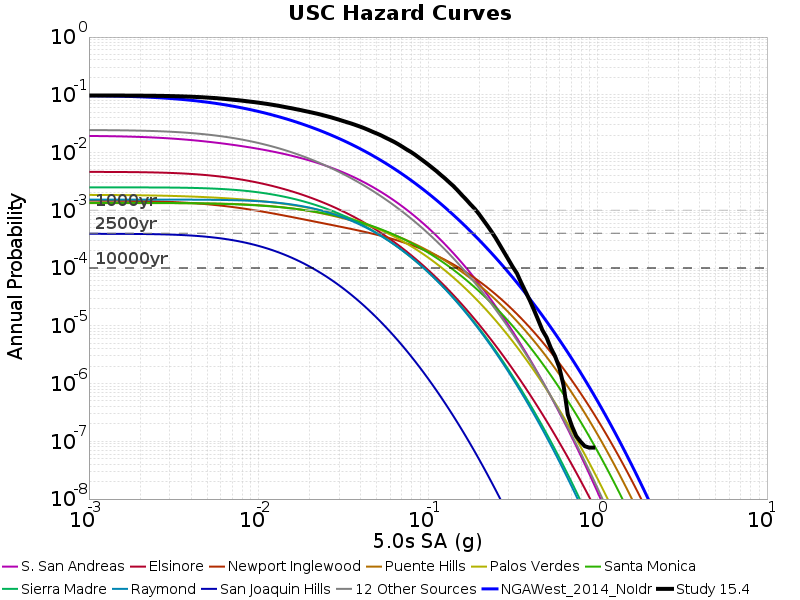 USC Hazard Curves
10^0
10^-1
10^-2
10^-3
10^-4
10^-5
10^-6
10^-7
10^-8
Annual Probability
1000yr
2500yr
10000yr
10^-3 10^-2 10^-1 10^0 10^1
5.0s SA (g)
S. San Andreas Elsinore Newport Inglewood Puente Hills Palos Verdes Santa Monica
Sierra Madre Raymond San Joaquin Hills 12 Other Sources NGAWest_2014_NoIdr Study 15.4